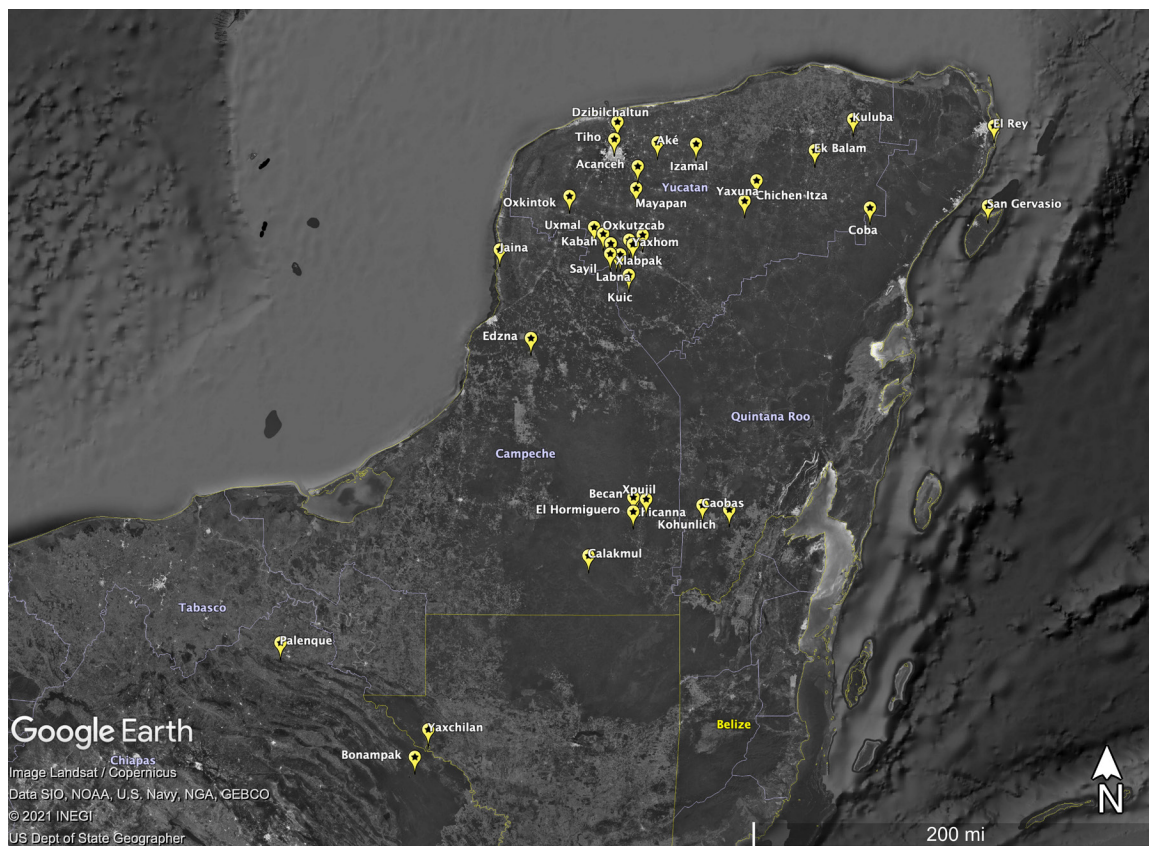 Dzibilchaltun
Kuluba
El Rey
Tiho
Aké
Ek Balam
Acanceh
Izamal
Yucatan
Yaxuna
Chichen Itza
Oxkintok
Mayapan
San Gervasio
Uxmal
Oxkutzcab
Coba
Kabah
Yaxhom
Jaina
Sayil
Xlabpak
Labna
Kuic
Edzna
Quintana Roo
Campeche
Becan
Xpujil
El Hormiguero
Caobas
Kohunlich
Calakmul
Tabasco
Palenque
Belize
Yaxchilan
Bonampak
Google Earth
Chiapas
Image Landsat / Copernicus
Data SIO, NOAA, U.S. Navy, NGA, GEBCO
© 2021 INEGI
US Dept of State Geographer
N
200 mi